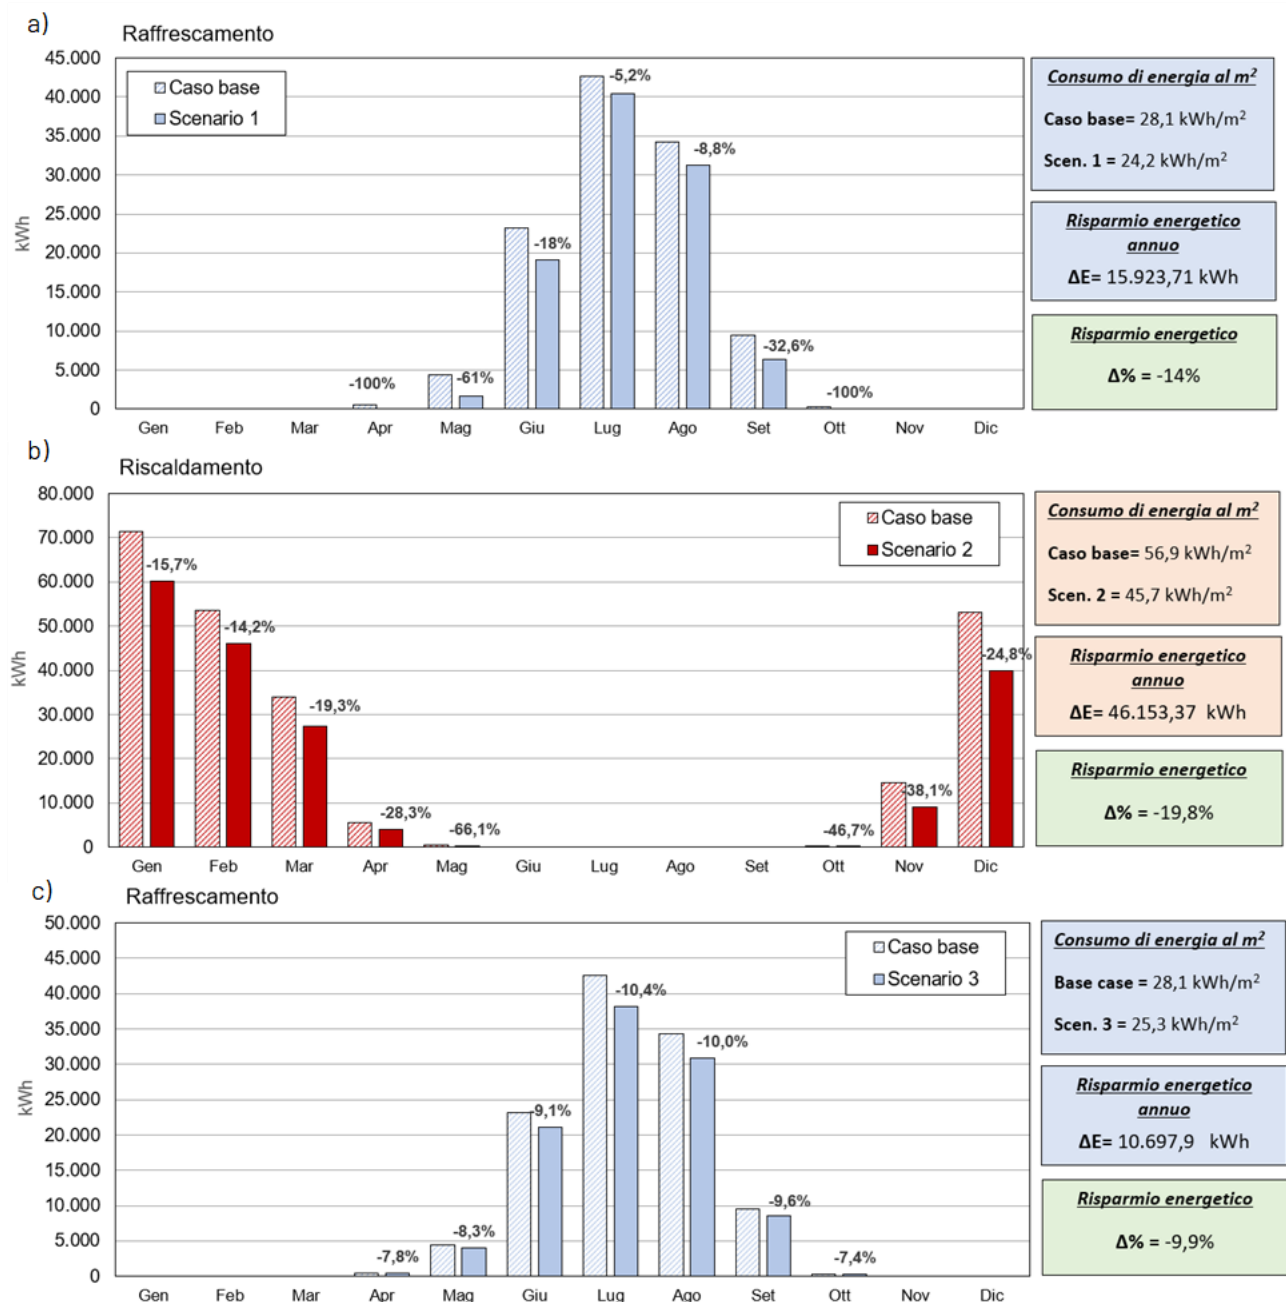 a)
Raffrescamento
45.000
40.000
35.000
30.000
25.000
20.000
15.000
10.000
5.000
0
kWh
Caso base
Scenario 1
-100%
-61%
-18%
-5,2%
-8,8%
-32,6%
-100%
Gen Feb Mar Apr Mag Giu Lug Ago Set Ott Nov Dic
Consumo di energia al m²
Caso base= 28,1 kWh/m²
Scen. 1 = 24,2 kWh/m²
Risparmio energetico
annuo
ΔE= 15.923,71 kWh
Risparmio energetico
Δ% = -14%
b)
Riscaldamento
80.000
70.000
60.000
50.000
40.000
30.000
20.000
10.000
0
kWh
Caso base
Scenario 2
-15,7%
-14,2%
-19,3%
-28,3%
-66,1%
-46,7%
-38,1%
-24,8%
Gen Feb Mar Apr Mag Giu Lug Ago Set Ott Nov Dic
Consumo di energia al m²
Caso base= 56,9 kWh/m²
Scen. 2 = 45,7 kWh/m²
Risparmio energetico
annuo
ΔE= 46.153,37 kWh
Risparmio energetico
Δ% = -19,8%
c)
Raffrescamento
50.000
45.000
40.000
35.000
30.000
25.000
20.000
15.000
10.000
5.000
0
kWh
Caso base
Scenario 3
-7,8%
-8,3%
-9,1%
-10,4%
-10,0%
-9,6%
-7,4%
Gen Feb Mar Apr Mag Giu Lug Ago Set Ott Nov Dic
Consumo di energia al m²
Base case = 28,1 kWh/m²
Scen. 3 = 25,3 kWh/m²
Risparmio energetico
annuo
ΔE= 10.697,9 kWh
Risparmio energetico
Δ% = -9,9%